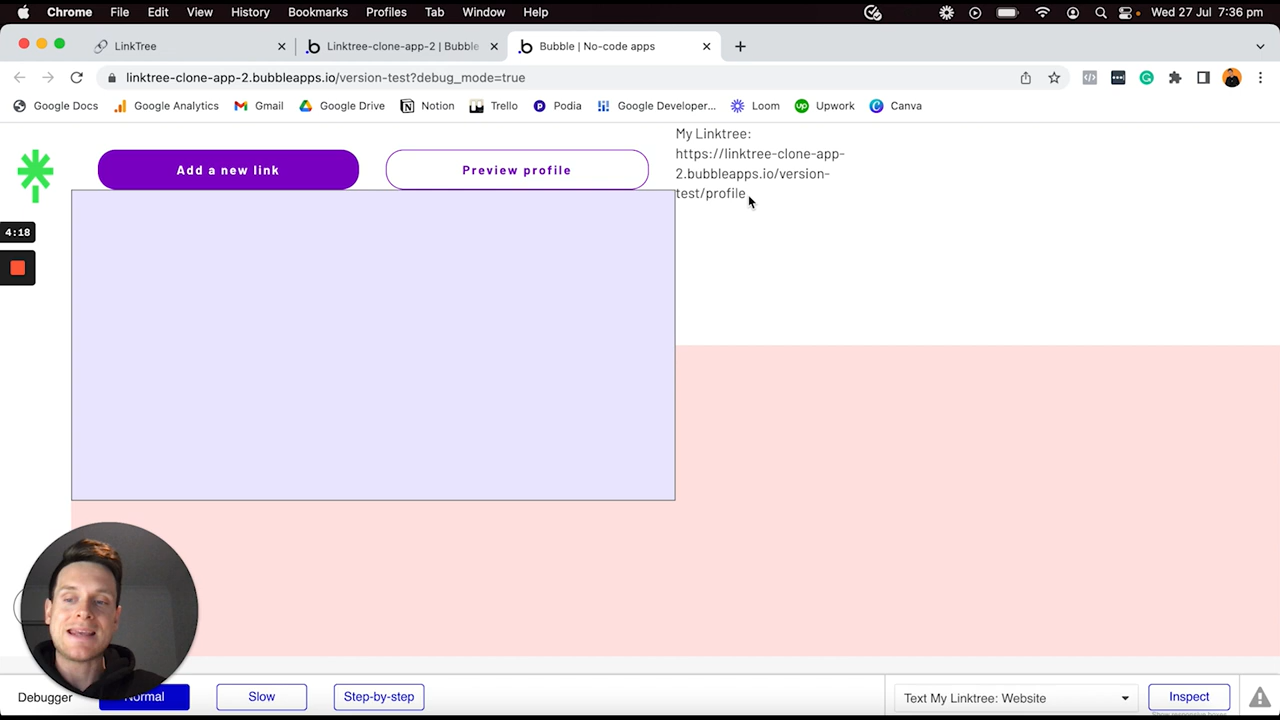 Chrome File Edit View History Bookmarks Profiles Tab Window Help Wed 27 Jul 7:36 pm
LinkTree Linktree-clone-app-2 | Bubble Bubble | No-code apps
linktree-clone-app-2.bubbleapps.io/version-test?debug_mode=true
Google Docs Google Analytics Gmail Google Drive Notion Trello Podia Google Developer... Loom Upwork Canva
My Linktree:
https://linktree-clone-app-
2.bubbleapps.io/version-
test/profile
Add a new link Preview profile
4:18
Debugger Normal Slow Step-by-step Text My Linktree: Website Inspect